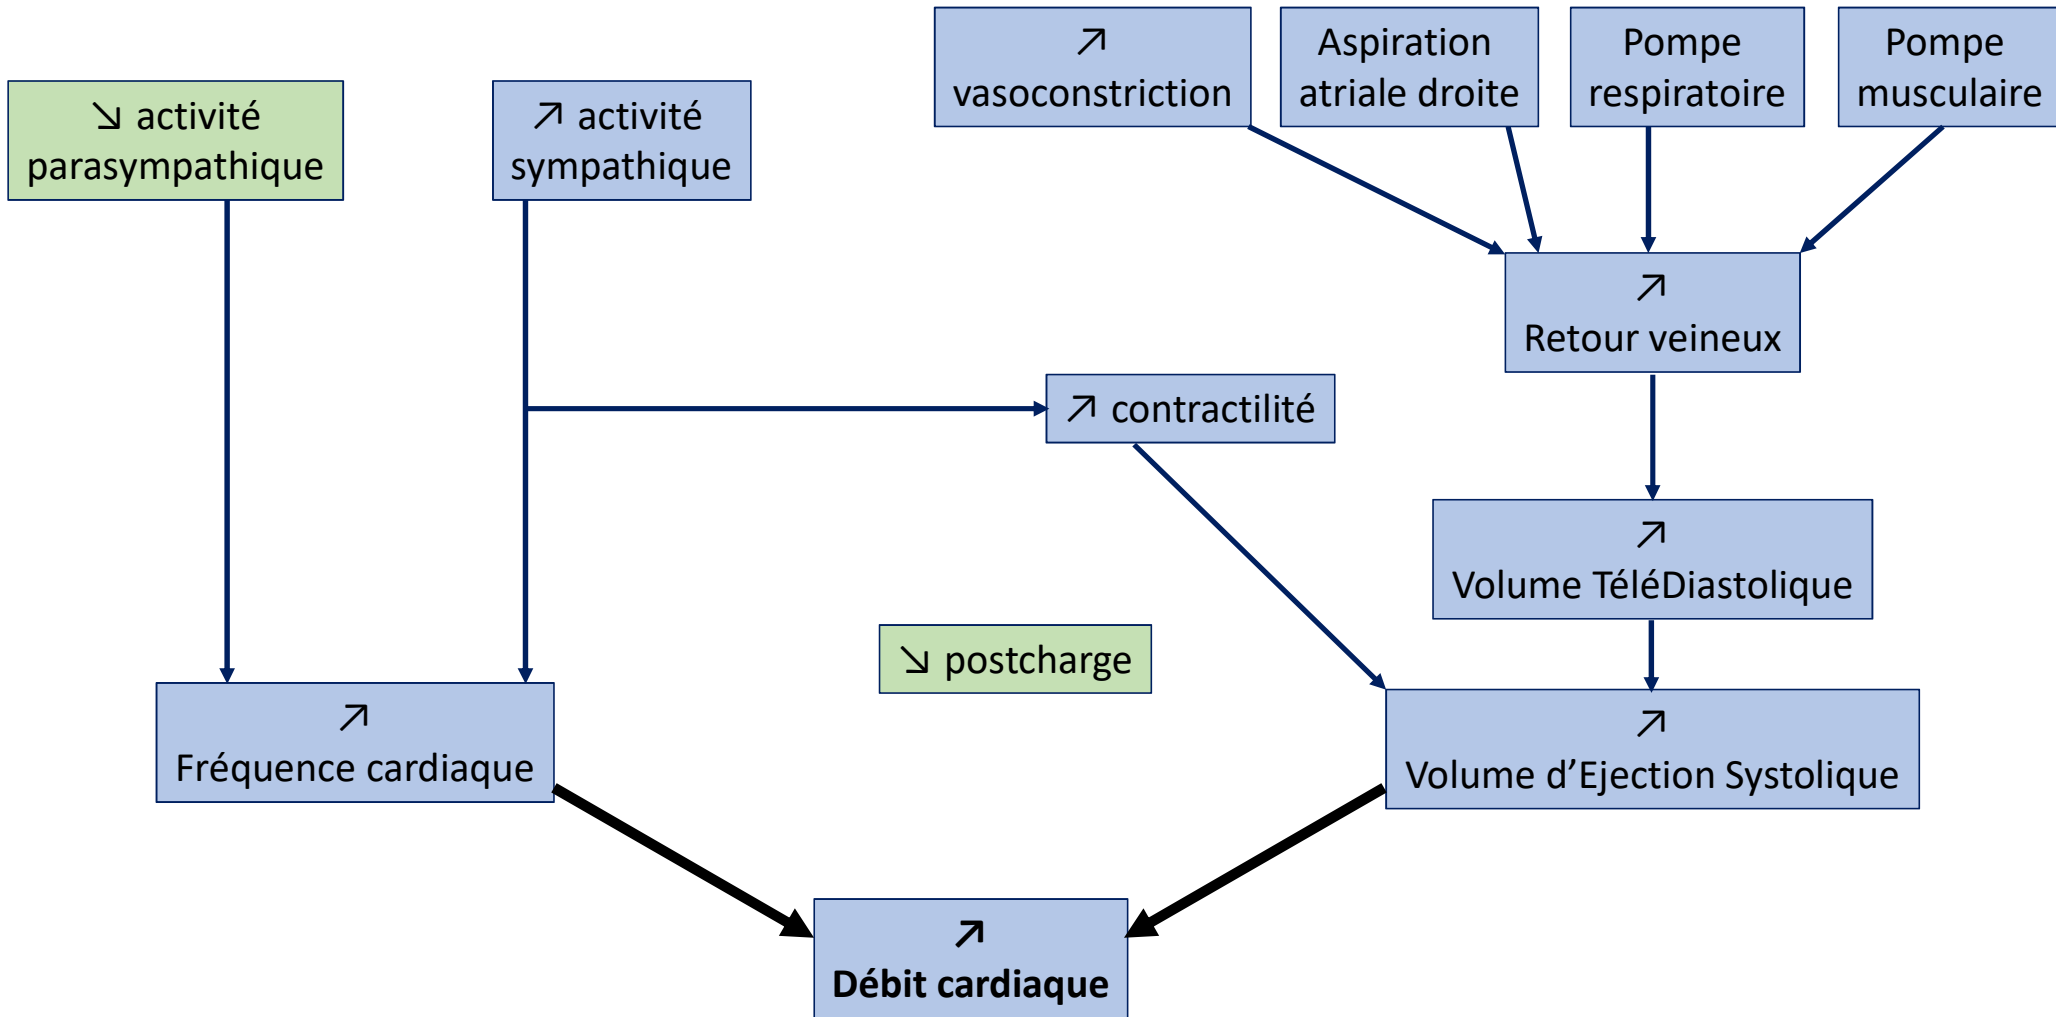 ↘ activité
parasympathique
↗ activité
sympathique
↗
vasoconstriction
Aspiration
atriale droite
Pompe
respiratoire
Pompe
musculaire
↗
Retour veineux
↗ contractilité
↗
Volume TéléDiastolique
↘ postcharge
↗
Fréquence cardiaque
↗
Volume d’Ejection Systolique
↗
Débit cardiaque